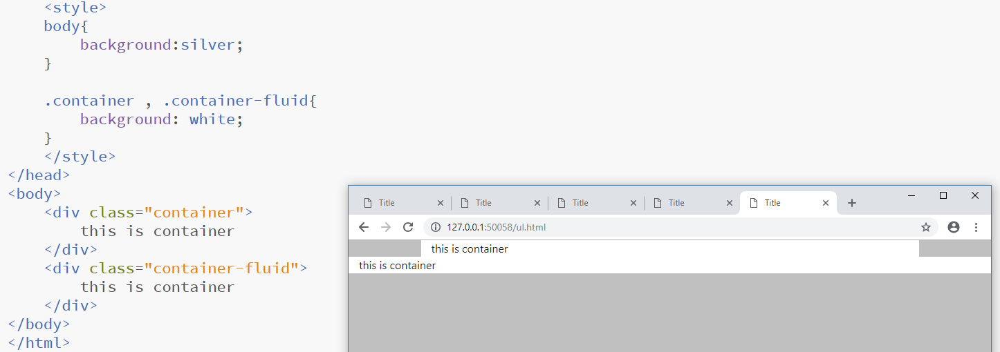 <style>
body{
background:silver;
}
.container , .container-fluid{
background: white;
}
</style>
</head>
<body>
<div class="container">
this is container
</div>
<div class="container-fluid">
this is container
</div>
</body>
</html>
Title
Title
Title
Title
Title
127.0.0.1:50058/ul.html
this is container
this is container